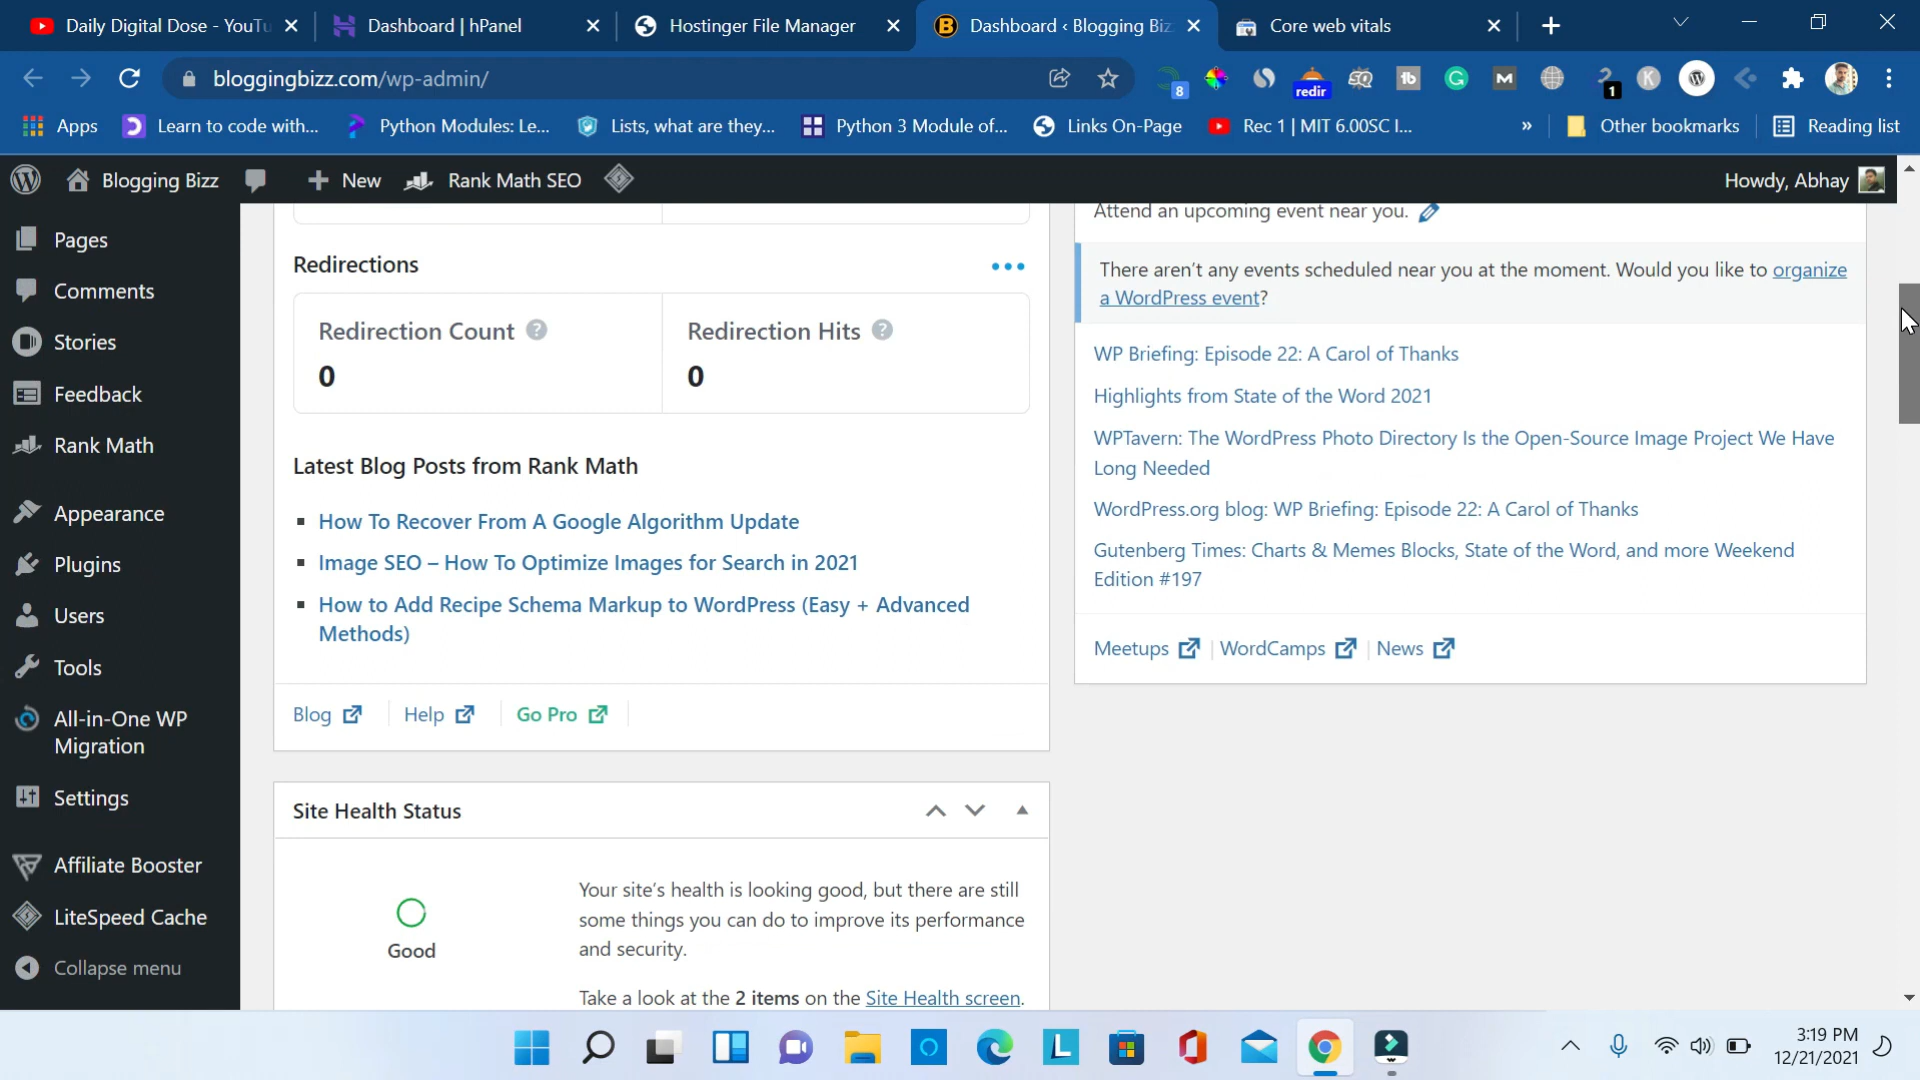 Daily Digital Dose - YouTu
Dashboard | hPanel
Hostinger File Manager
Dashboard ‹ Blogging Biz
Core web vitals
bloggingbizz.com/wp-admin/
8
redir
1
Apps
Learn to code with...
Python Modules: Le...
Lists, what are they...
Python 3 Module of...
Links On-Page
Rec 1 | MIT 6.00SC I...
»
Other bookmarks
Reading list
Blogging Bizz
New
Rank Math SEO
Howdy, Abhay
Pages
Comments
Stories
Feedback
Rank Math
Appearance
Plugins
Users
Tools
All-in-One WP
Migration
Settings
Affiliate Booster
LiteSpeed Cache
Collapse menu
Redirections
Redirection Count
0
Redirection Hits
0
Latest Blog Posts from Rank Math
How To Recover From A Google Algorithm Update
Image SEO – How To Optimize Images for Search in 2021
How to Add Recipe Schema Markup to WordPress (Easy + Advanced
Methods)
Blog
Help
Go Pro
Site Health Status
Good
Your site's health is looking good, but there are still
some things you can do to improve its performance
and security.
Take a look at the 2 items on the Site Health screen.
Attend an upcoming event near you.
There aren't any events scheduled near you at the moment. Would you like to organize
a WordPress event?
WP Briefing: Episode 22: A Carol of Thanks
Highlights from State of the Word 2021
WPTavern: The WordPress Photo Directory Is the Open-Source Image Project We Have
Long Needed
WordPress.org blog: WP Briefing: Episode 22: A Carol of Thanks
Gutenberg Times: Charts & Memes Blocks, State of the Word, and more Weekend
Edition #197
Meetups
WordCamps
News
3:19 PM
12/21/2021